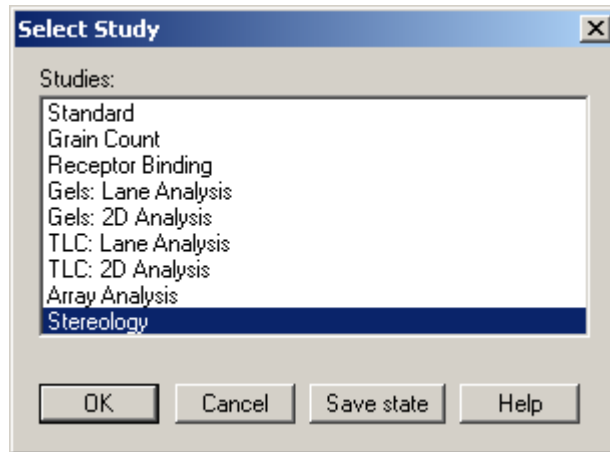 Select Study
Studies:
Standard
Grain Count
Receptor Binding
Gels: Lane Analysis
Gels: 2D Analysis
TLC: Lane Analysis
TLC: 2D Analysis
Array Analysis
Stereology
OK Cancel Save state Help